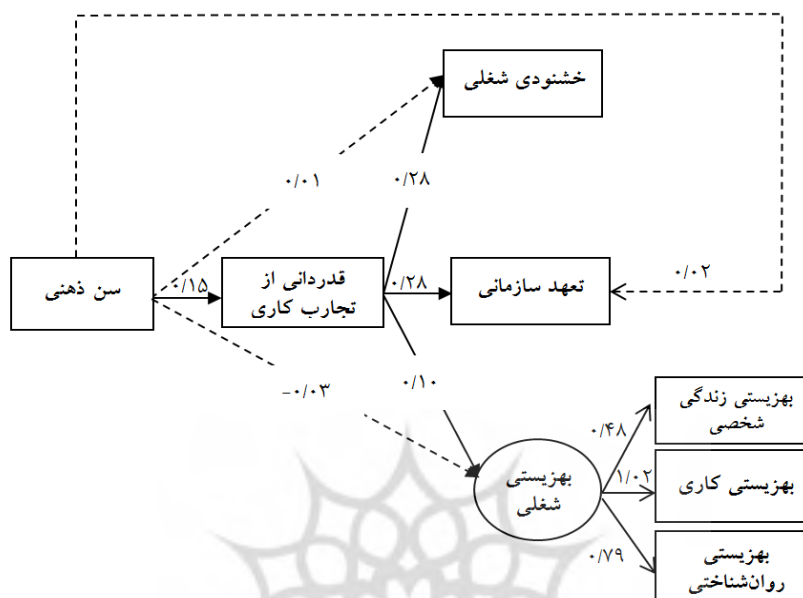 خشنودی شغلی
۰/۰۱
۰/۲۸
سن ذهنی
۰/۱۵
قدردانی از
تجارب کاری
۰/۲۸
تعهد سازمانی
۰/۰۲
-۰/۰۳
۰/۱۰
بهزیستی
شغلی
۰/۴۸
بهزیستی زندگی
شخصی
۱/۰۲
بهزیستی کاری
۰/۷۹
بهزیستی
روان‌شناختی